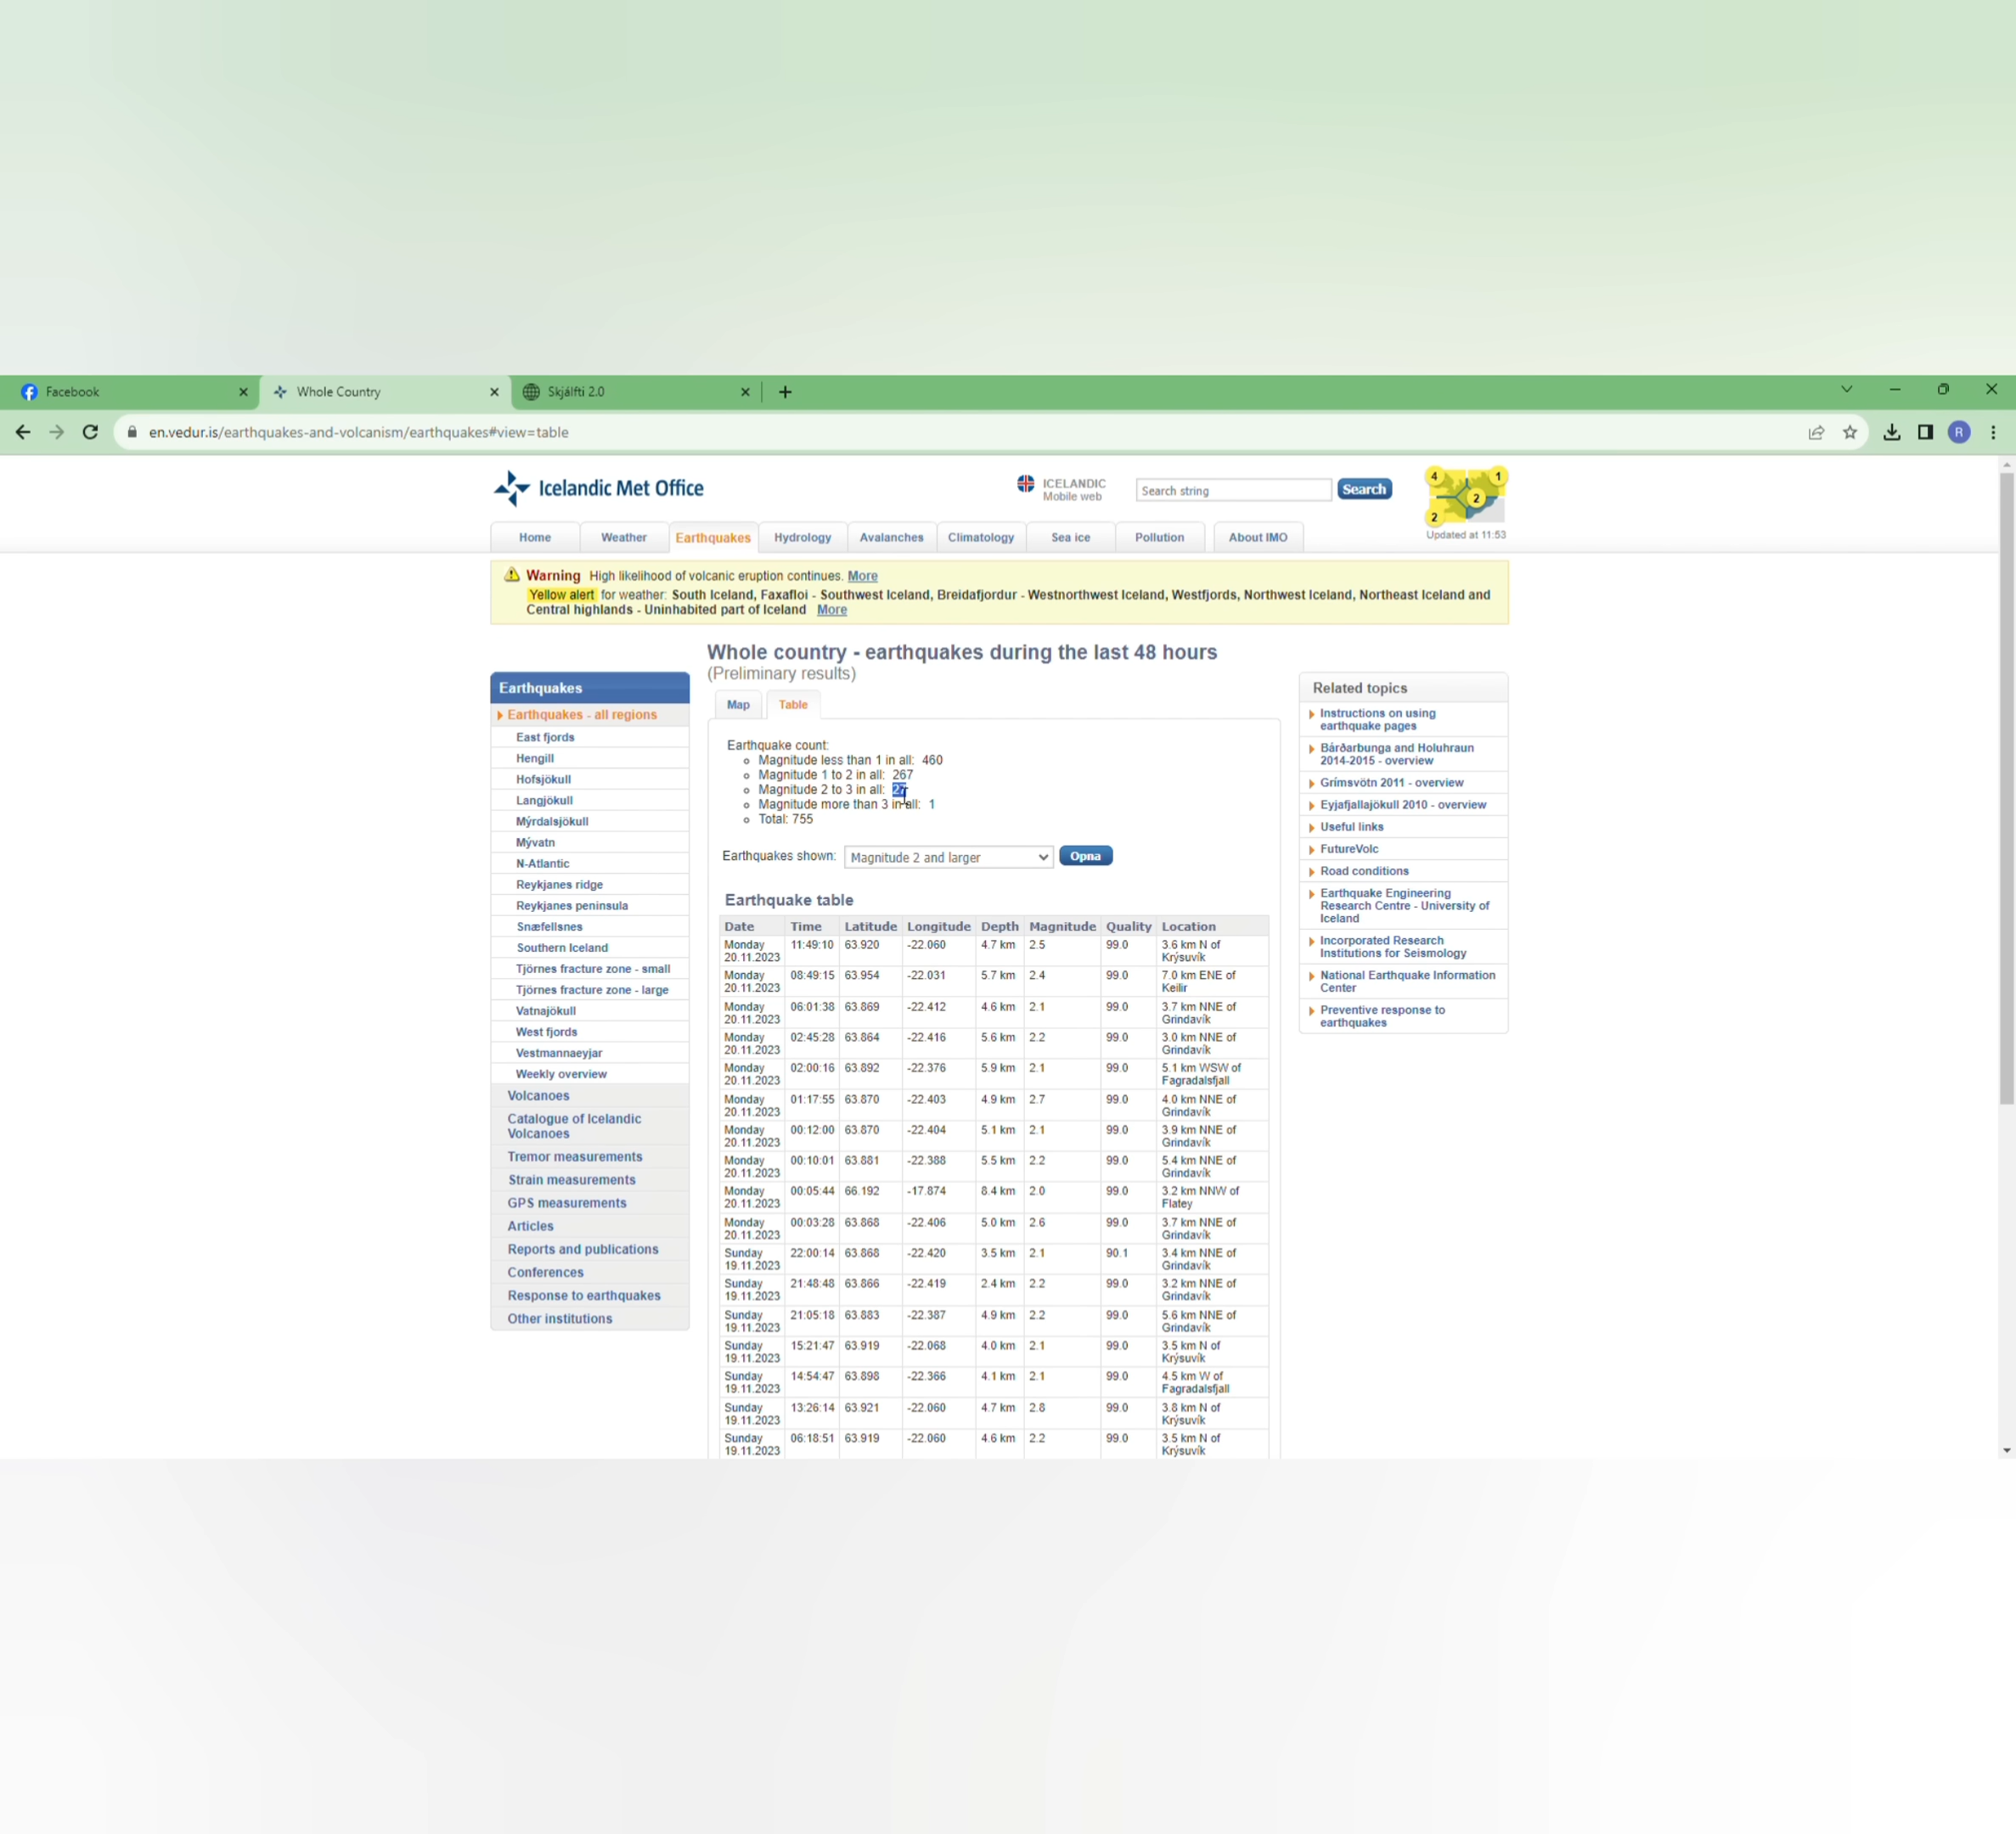 Facebook
Whole Country
Skjálfti 2.0
en.vedur.is/earthquakes-and-volcanism/earthquakes#view=table
R
Icelandic Met Office
ICELANDIC
Mobile web
Search string
Search
4
1
2
2
Updated at 11:53
Home
Weather
Earthquakes
Hydrology
Avalanches
Climatology
Sea ice
Pollution
About IMO
Warning High likelihood of volcanic eruption continues. More
Yellow alert for weather: South Iceland, Faxafloi - Southwest Iceland, Breidafjordur - Westnorthwest Iceland, Westfjords, Northwest Iceland, Northeast Iceland and
Central highlands - Uninhabited part of Iceland More
Earthquakes
Earthquakes - all regions
East fjords
Hengill
Hofsjökull
Langjökull
Mýrdalsjökull
Mývatn
N-Atlantic
Reykjanes ridge
Reykjanes peninsula
Snæfellsnes
Southern Iceland
Tjörnes fracture zone - small
Tjörnes fracture zone - large
Vatnajökull
West fjords
Vestmannaeyjar
Weekly overview
Volcanoes
Catalogue of Icelandic
Volcanoes
Tremor measurements
Strain measurements
GPS measurements
Articles
Reports and publications
Conferences
Response to earthquakes
Other institutions
Whole country - earthquakes during the last 48 hours
(Preliminary results)
Map
Table
Earthquake count:
Magnitude less than 1 in all: 460
Magnitude 1 to 2 in all: 267
Magnitude 2 to 3 in all: 27
Magnitude more than 3 in all: 1
Total: 755
Earthquakes shown: Magnitude 2 and larger Opna
Earthquake table
Date Time Latitude Longitude Depth Magnitude Quality Location
Monday 11:49:10 63.920 -22.060 4.7 km 2.5 99.0 3.6 km N of
20.11.2023 Krýsuvík
Monday 08:49:15 63.954 -22.031 5.7 km 2.4 99.0 7.0 km ENE of
20.11.2023 Keilir
Monday 06:01:38 63.869 -22.412 4.6 km 2.1 99.0 3.7 km NNE of
20.11.2023 Grindavík
Monday 02:45:28 63.864 -22.416 5.6 km 2.2 99.0 3.0 km NNE of
20.11.2023 Grindavík
Monday 02:00:16 63.892 -22.376 5.9 km 2.1 99.0 5.1 km WSW of
20.11.2023 Fagradalsfjall
Monday 01:17:55 63.870 -22.403 4.9 km 2.7 99.0 4.0 km NNE of
20.11.2023 Grindavík
Monday 00:12:00 63.870 -22.404 5.1 km 2.1 99.0 3.9 km NNE of
20.11.2023 Grindavík
Monday 00:10:01 63.881 -22.388 5.5 km 2.2 99.0 5.4 km NNE of
20.11.2023 Grindavík
Monday 00:05:44 66.192 -17.874 8.4 km 2.0 99.0 3.2 km NNW of
20.11.2023 Flatey
Monday 00:03:28 63.868 -22.406 5.0 km 2.6 99.0 3.7 km NNE of
20.11.2023 Grindavík
Sunday 22:00:14 63.868 -22.420 3.5 km 2.1 90.1 3.4 km NNE of
19.11.2023 Grindavík
Sunday 21:48:48 63.866 -22.419 2.4 km 2.2 99.0 3.2 km NNE of
19.11.2023 Grindavík
Sunday 21:05:18 63.883 -22.387 4.9 km 2.2 99.0 5.6 km NNE of
19.11.2023 Grindavík
Sunday 15:21:47 63.919 -22.068 4.0 km 2.1 99.0 3.5 km N of
19.11.2023 Krýsuvík
Sunday 14:54:47 63.898 -22.366 4.1 km 2.1 99.0 4.5 km W of
19.11.2023 Fagradalsfjall
Sunday 13:26:14 63.921 -22.060 4.7 km 2.8 99.0 3.8 km N of
19.11.2023 Krýsuvík
Sunday 06:18:51 63.919 -22.060 4.6 km 2.2 99.0 3.5 km N of
19.11.2023 Krýsuvík
Related topics
Instructions on using
earthquake pages
Bárðarbunga and Holuhraun
2014-2015 - overview
Grímsvötn 2011 - overview
Eyjafjallajökull 2010 - overview
Useful links
FutureVolc
Road conditions
Earthquake Engineering
Research Centre - University of
Iceland
Incorporated Research
Institutions for Seismology
National Earthquake Information
Center
Preventive response to
earthquakes